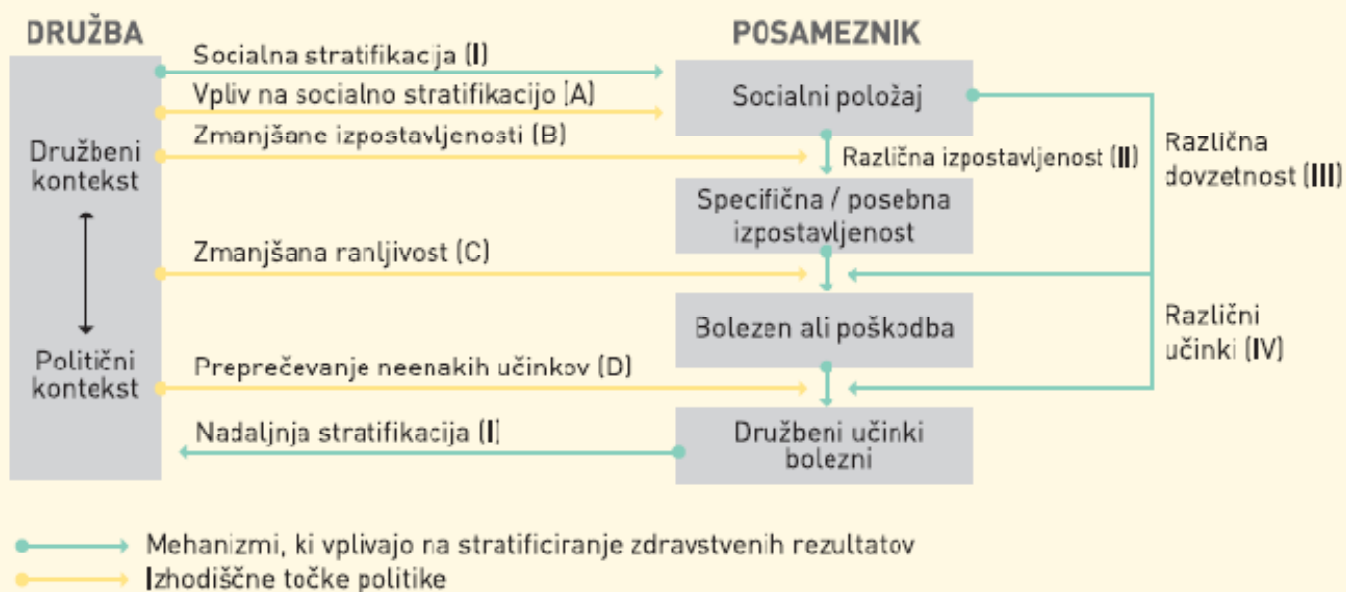 DRUŽBA
POSAMEZNIK
Socialna stratifikacija (I)
Vpliv na socialno stratifikacijo (A)
Zmanjšane izpostavljenosti (B)
Socialni položaj
Družbeni
kontekst
Različna izpostavljenost (II)
Različna
dovzetnost (III)
Specifična / posebna
izpostavljenost
Zmanjšana ranljivost (C)
Bolezen ali poškodba
Različni
učinki (IV)
Politični
kontekst
Preprečevanje neenakih učinkov (D)
Nadaljnja stratifikacija (I)
Družbeni učinki
bolezni
Mehanizmi, ki vplivajo na stratificiranje zdravstvenih rezultatov
Izhodiščne točke politike